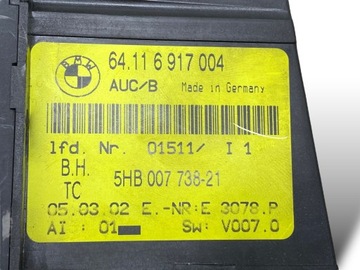 BMW
64.11 6 917 004
AUC/B Made in Germany
lfd. Nr. 01511/ I 1
B.H. 5HB 007 738-21
TC
05.03.02 E.-NR:E 3078.P
AI : 01 SW: V007.0